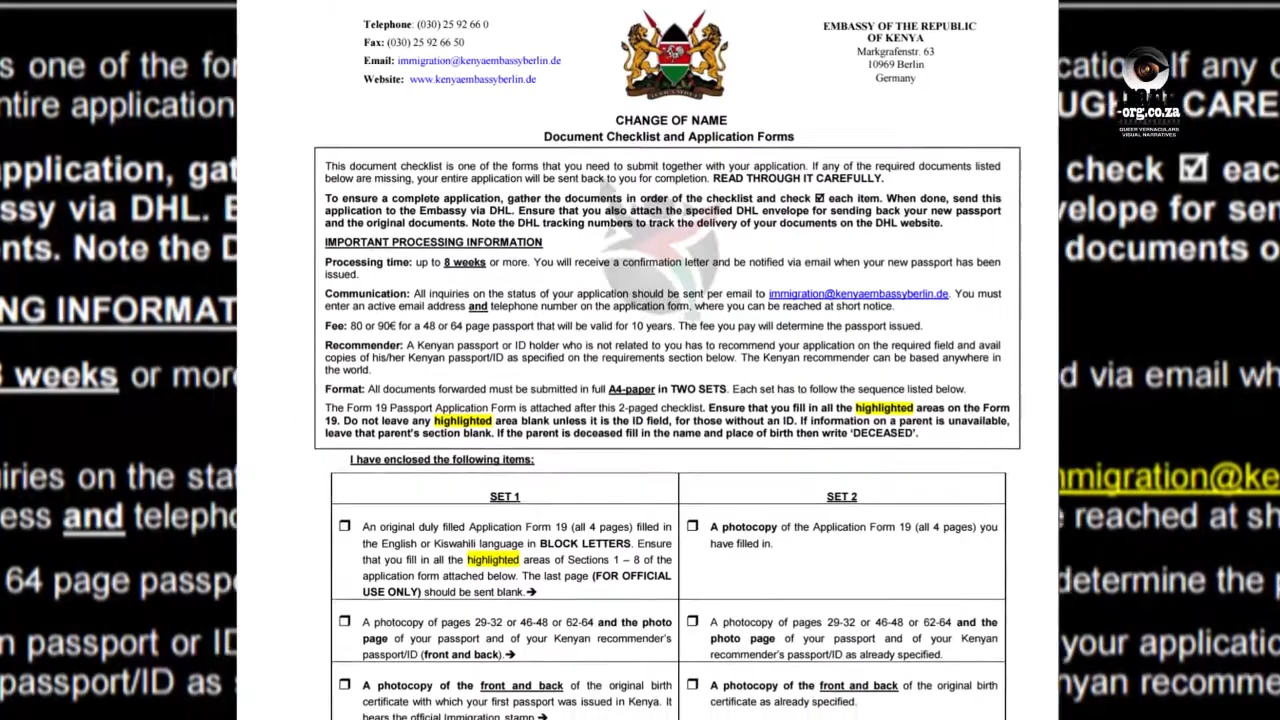 Telephone: (030) 25 92 66 0
Fax: (030) 25 92 66 50
Email: immigration@kenyaembassyberlin.de
Website: www.kenyaembassyberlin.de
EMBASSY OF THE REPUBLIC
OF KENYA
Markgrafenstr. 63
10969 Berlin
Germany
-org.co.za
QUEER VERNACULARS
VISUAL NARRATIVES
CHANGE OF NAME
Document Checklist and Application Forms
This document checklist is one of the forms that you need to submit together with your application. If any of the required documents listed
below are missing, your entire application will be sent back to you for completion. READ THROUGH IT CAREFULLY.
To ensure a complete application, gather the documents in order of the checklist and check ☑ each item. When done, send this
application to the Embassy via DHL. Ensure that you also attach the specified DHL envelope for sending back your new passport
and the original documents. Note the DHL tracking numbers to track the delivery of your documents on the DHL website.
IMPORTANT PROCESSING INFORMATION
Processing time: up to 8 weeks or more. You will receive a confirmation letter and be notified via email when your new passport has been
issued.
Communication: All inquiries on the status of your application should be sent per email to immigration@kenyaembassyberlin.de. You must
enter an active email address and telephone number on the application form, where you can be reached at short notice.
Fee: 80 or 90€ for a 48 or 64 page passport that will be valid for 10 years. The fee you pay will determine the passport issued.
Recommender: A Kenyan passport or ID holder who is not related to you has to recommend your application on the required field and avail
copies of his/her Kenyan passport/ID as specified on the requirements section below. The Kenyan recommender can be based anywhere in
the world.
Format: All documents forwarded must be submitted in full A4-paper in TWO SETS. Each set has to follow the sequence listed below.
The Form 19 Passport Application Form is attached after this 2-paged checklist. Ensure that you fill in all the highlighted areas on the Form
19. Do not leave any highlighted area blank unless it is the ID field, for those without an ID. If information on a parent is unavailable,
leave that parent's section blank. If the parent is deceased fill in the name and place of birth then write ‘DECEASED’.
I have enclosed the following items:
SET 1
❐ An original duly filled Application Form 19 (all 4 pages) filled in
the English or Kiswahili language in BLOCK LETTERS. Ensure
that you fill in all the highlighted areas of Sections 1 – 8 of the
application form attached below. The last page (FOR OFFICIAL
USE ONLY) should be sent blank.➔
❐ A photocopy of pages 29-32 or 46-48 or 62-64 and the photo
page of your passport and of your Kenyan recommender's
passport/ID (front and back).➔
❐ A photocopy of the front and back of the original birth
certificate with which your first passport was issued in Kenya. It
bears the official Immigration stamp ➔
SET 2
❐ A photocopy of the Application Form 19 (all 4 pages) you
have filled in.
❐ A photocopy of pages 29-32 or 46-48 or 62-64 and the
photo page of your passport and of your Kenyan
recommender's passport/ID as already specified.
❐ A photocopy of the front and back of the original birth
certificate as already specified.